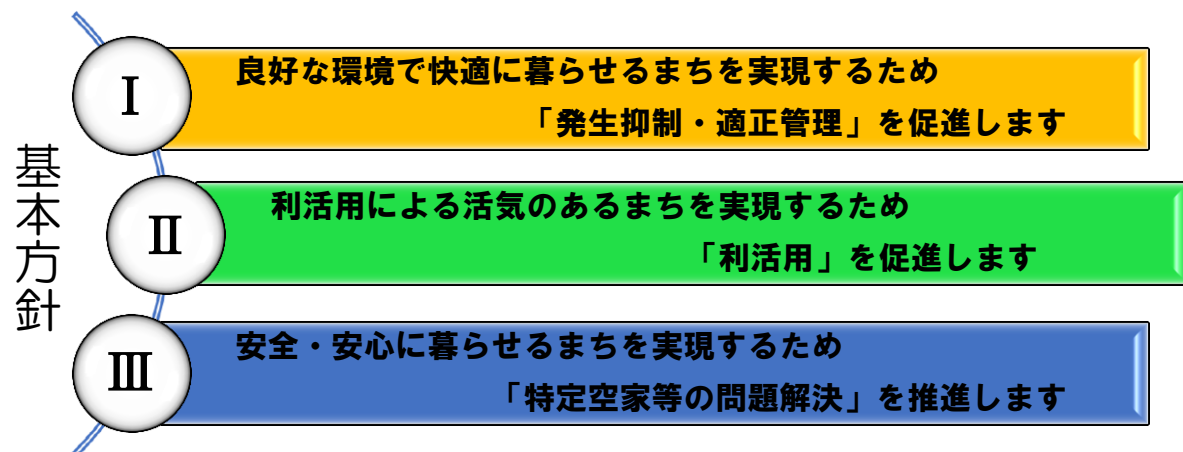 基本方針
Ⅰ
良好な環境で快適に暮らせるまちを実現するため
「発生抑制・適正管理」を促進します
Ⅱ
利活用による活気のあるまちを実現するため
「利活用」を促進します
Ⅲ
安全・安心に暮らせるまちを実現するため
「特定空家等の問題解決」を推進します